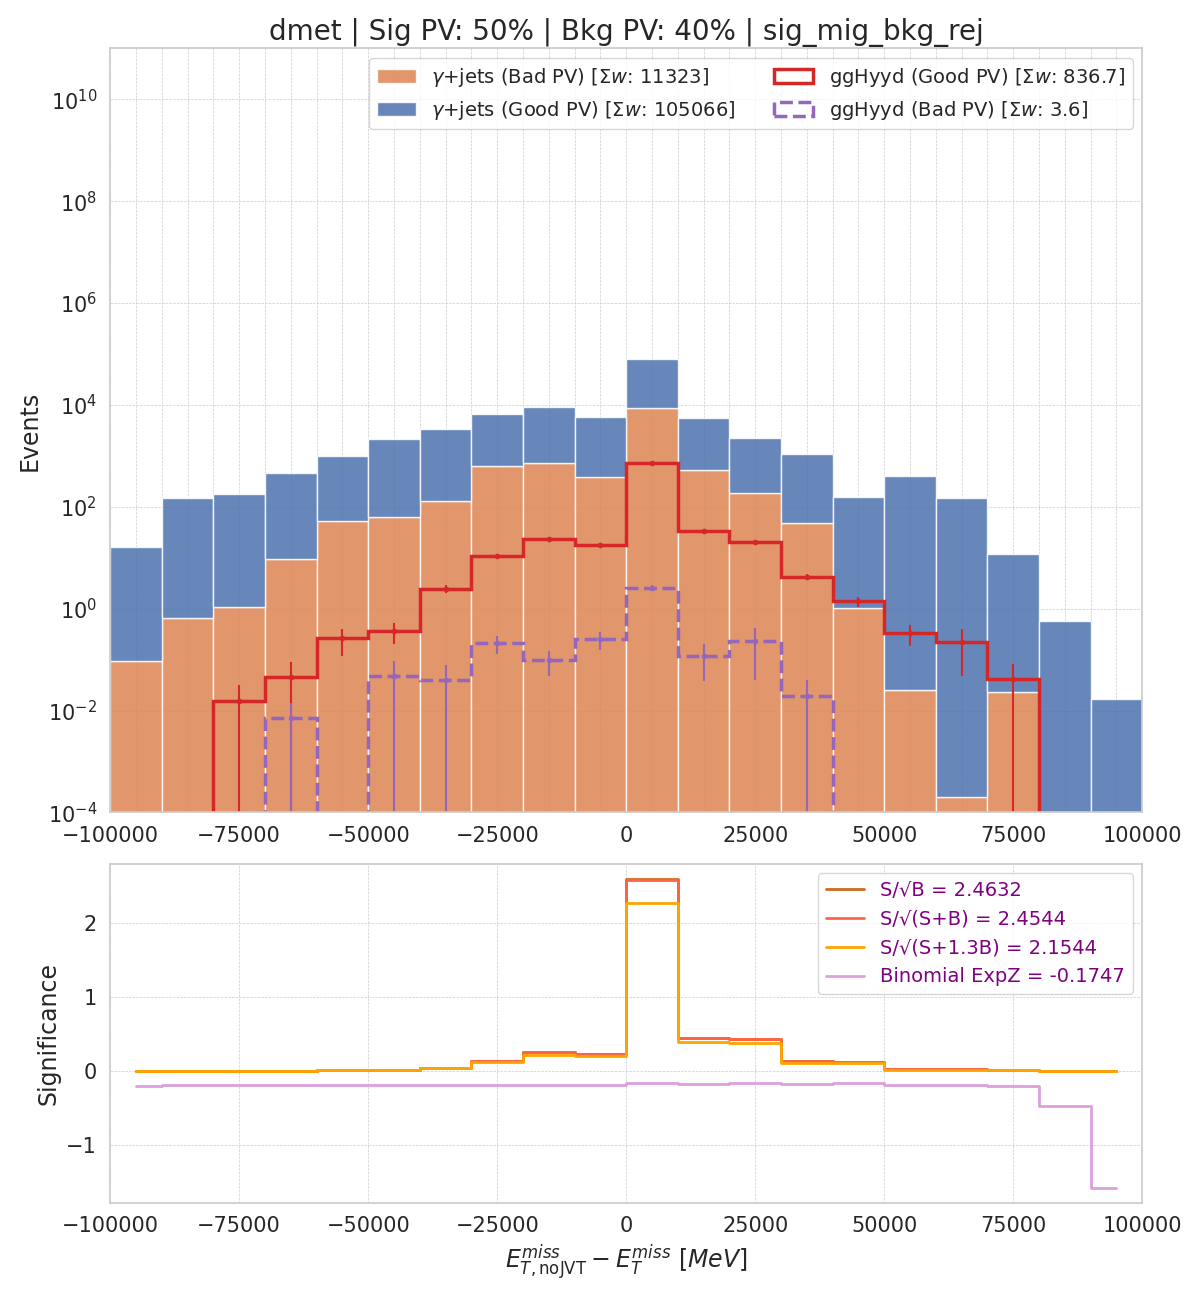 dmet | Sig PV: 50% | Bkg PV: 40% | sig_mig_bkg_rej
γ+jets (Bad PV) [Σw: 11323]
γ+jets (Good PV) [Σw: 105066]
ggHyyd (Good PV) [Σw: 836.7]
ggHyyd (Bad PV) [Σw: 3.6]
Events
10^10
10^8
10^6
10^4
10^2
10^0
10^−2
10^−4
−100000 −75000 −50000 −25000 0 25000 50000 75000 100000
S/√B = 2.4632
S/√(S+B) = 2.4544
S/√(S+1.3B) = 2.1544
Binomial ExpZ = -0.1747
Significance
2
1
0
−1
−100000 −75000 −50000 −25000 0 25000 50000 75000 100000
E_{T,noJVT}^{miss} − E_T^{miss} [MeV]